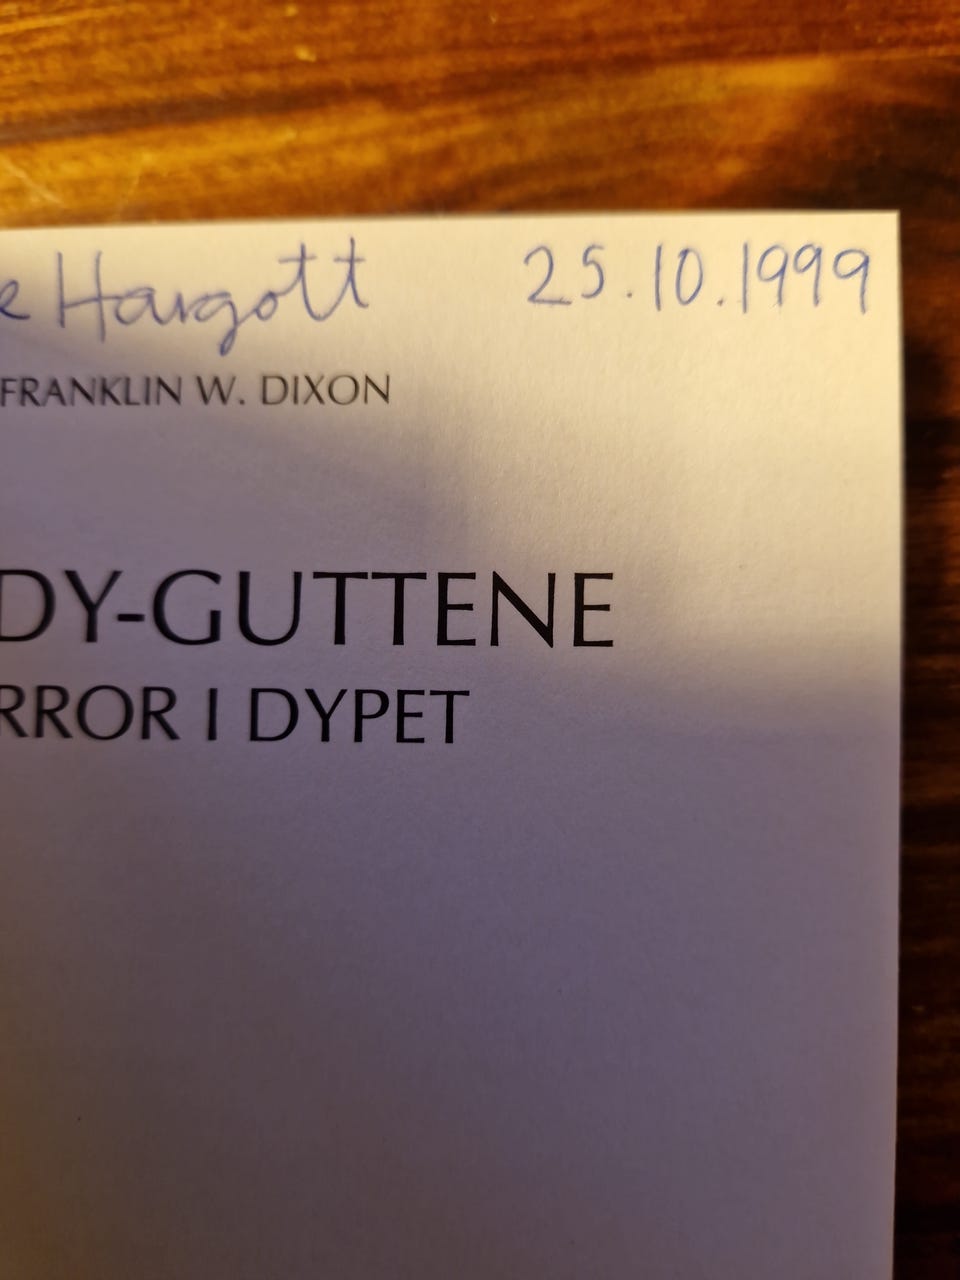 e Hargott 25.10.1999
FRANKLIN W. DIXON
DY-GUTTENE
RROR I DYPET